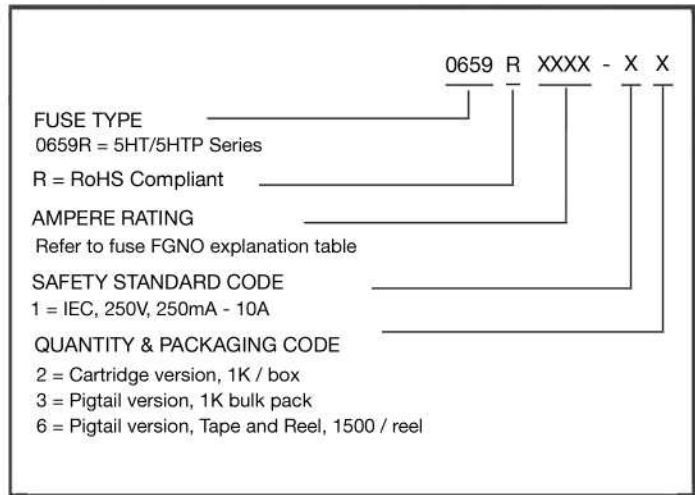 0659 R XXXX - X X
FUSE TYPE
0659R = 5HT/5HTP Series
R = RoHS Compliant
AMPERE RATING
Refer to fuse FGNO explanation table
SAFETY STANDARD CODE
1 = IEC, 250V, 250mA - 10A
QUANTITY & PACKAGING CODE
2 = Cartridge version, 1K / box
3 = Pigtail version, 1K bulk pack
6 = Pigtail version, Tape and Reel, 1500 / reel